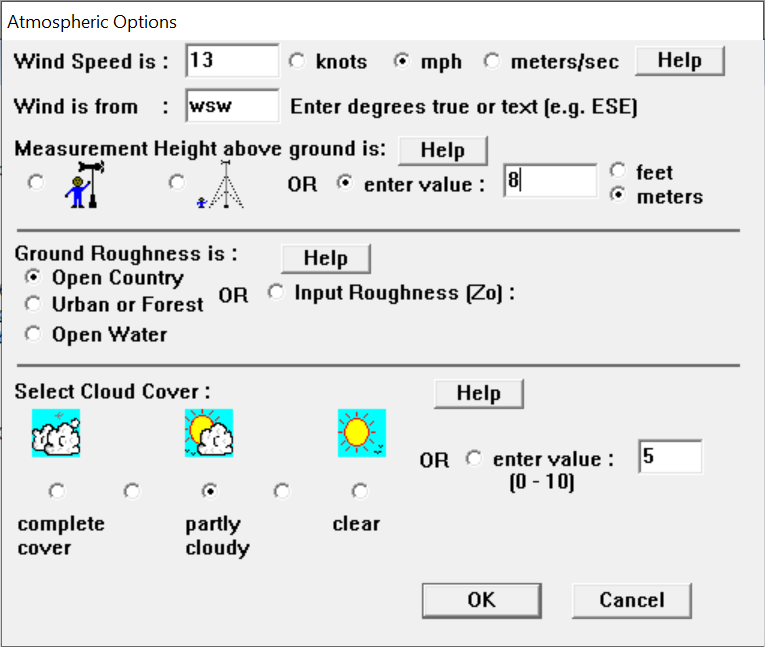 Atmospheric Options
Wind Speed is : 13 knots mph meters/sec Help
Wind is from : wsw Enter degrees true or text (e.g. ESE)
Measurement Height above ground is: Help
OR enter value : 8 feet
meters
Ground Roughness is : Help
Open Country
Urban or Forest OR Input Roughness (Zo) :
Open Water
Select Cloud Cover : Help
OR enter value : 5
(0 - 10)
complete cover
partly cloudy
clear
OK Cancel